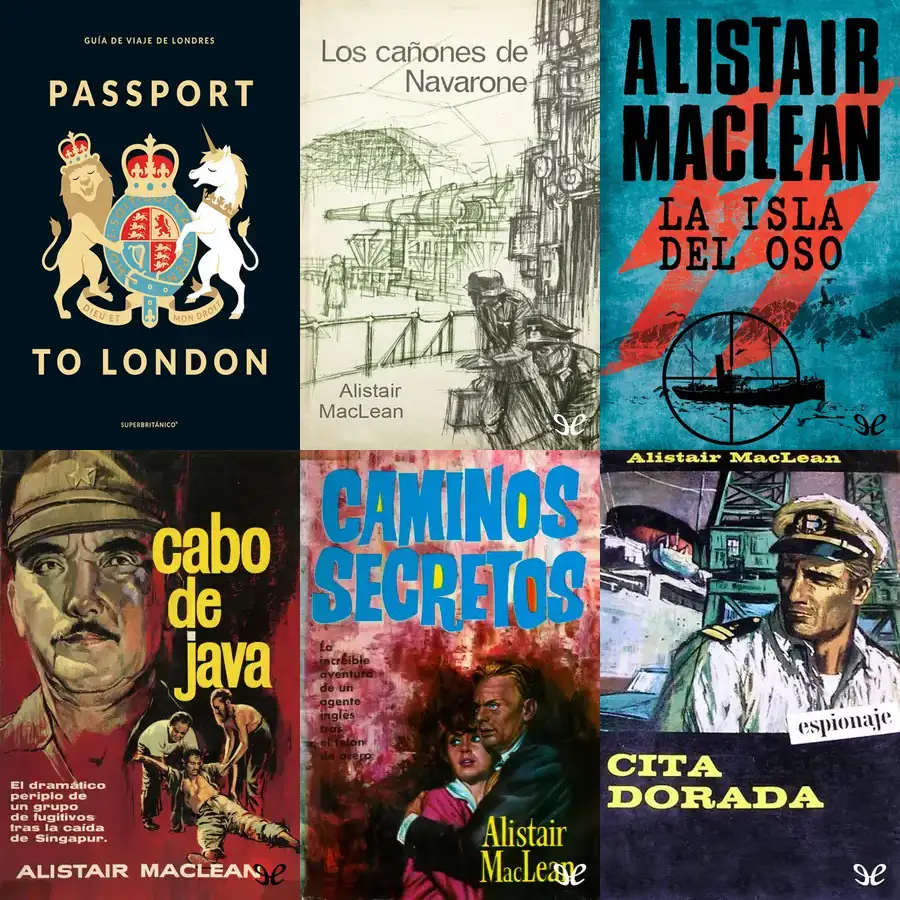 GUÍA DE VIAJE DE LONDRES
PASSPORT
DIEU ET MON DROIT
TO LONDON
SUPERBRITÁNICO®
Los cañones de
Navarone
Alistair
MacLean
ALISTAIR
MACLEAN
LA ISLA
DEL OSO
cabo
de
java
El dramático
periplo de
un grupo
de fugitivos
tras la caída
de Singapur.
ALISTAIR MACLEAN
CAMINOS
SECRETOS
La
increíble
aventura
de un
agente
inglés
tras
el telón
de acero
Alistair
MacLean
Alistair MacLean
espionaje
CITA
DORADA